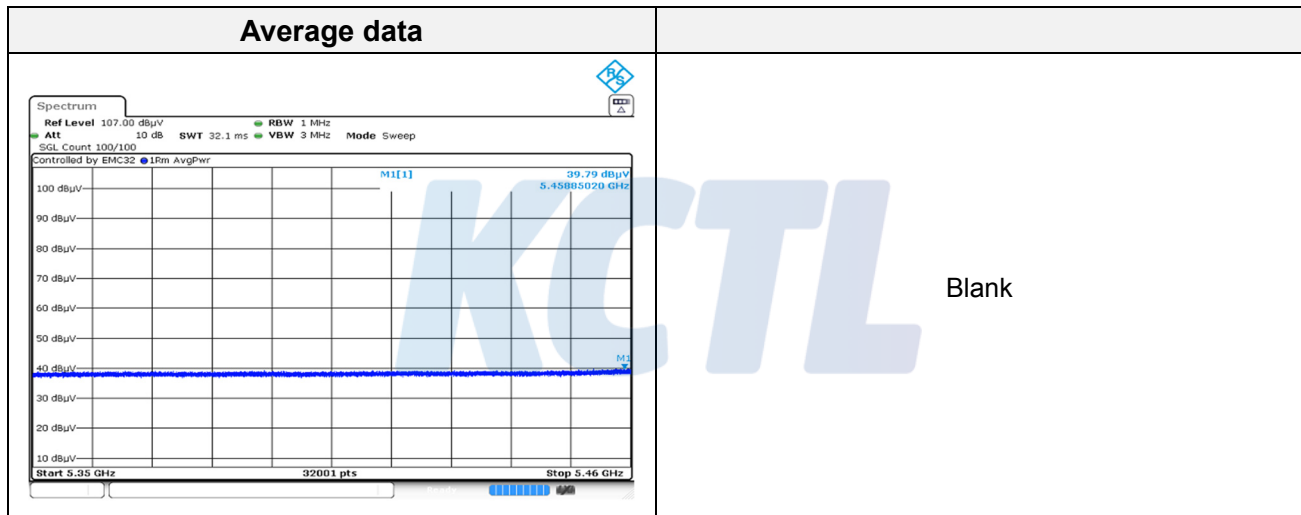 Average data
R&S
Spectrum
Ref Level 107.00 dBµV RBW 1 MHz
Att 10 dB SWT 32.1 ms VBW 3 MHz Mode Sweep
SGL Count 100/100
Controlled by EMC32 1Rm AvgPwr
M1[1] 39.79 dBµV
5.45885020 GHz
100 dBµV
90 dBµV
80 dBµV
70 dBµV
60 dBµV
50 dBµV
M1
40 dBµV
30 dBµV
20 dBµV
10 dBµV
Start 5.35 GHz 32001 pts Stop 5.46 GHz
Blank
KCTL